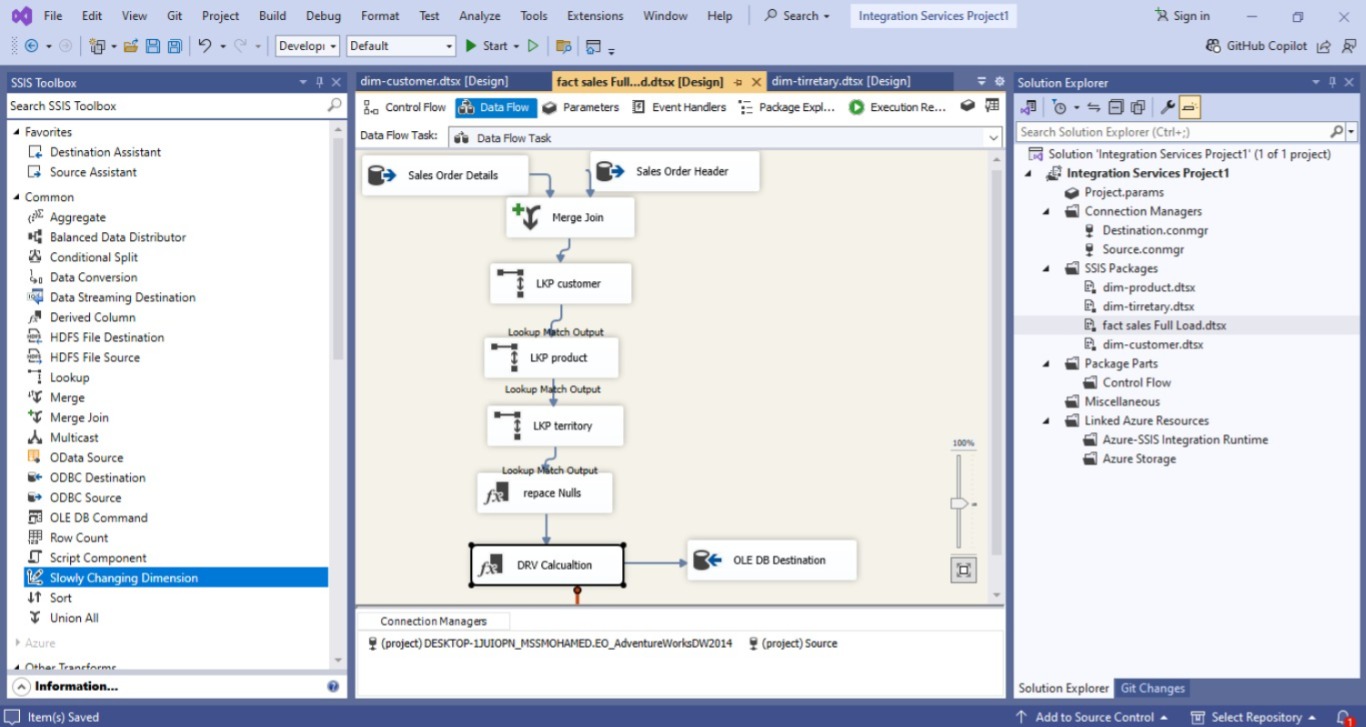 File Edit View Git Project Build Debug Format Test Analyze Tools Extensions Window Help Search Integration Services Project1 Sign in
Developı Default Start GitHub Copilot
SSIS Toolbox
Search SSIS Toolbox
Favorites
Destination Assistant
Source Assistant
Common
Aggregate
Balanced Data Distributor
Conditional Split
Data Conversion
Data Streaming Destination
Derived Column
HDFS File Destination
HDFS File Source
Lookup
Merge
Merge Join
Multicast
OData Source
ODBC Destination
ODBC Source
OLE DB Command
Row Count
Script Component
Slowly Changing Dimension
Sort
Union All
Azure
Other Transforms
Information...
dim-customer.dtsx [Design] fact sales Full...d.dtsx [Design] dim-tirretary.dtsx [Design]
Control Flow Data Flow Parameters Event Handlers Package Expl... Execution Re...
Data Flow Task: Data Flow Task
Sales Order Details Sales Order Header
Merge Join
LKP customer
Lookup Match Output
LKP product
Lookup Match Output
LKP territory
Lookup Match Output
repace Nulls
DRV Calcualtion OLE DB Destination
100%
Connection Managers
(project) DESKTOP-1JUIOPN_MSSMOHAMED.EO_AdventureWorksDW2014 (project) Source
Solution Explorer
Search Solution Explorer (Ctrl+;)
Solution 'Integration Services Project1' (1 of 1 project)
Integration Services Project1
Project.params
Connection Managers
Destination.conmgr
Source.conmgr
SSIS Packages
dim-product.dtsx
dim-tirretary.dtsx
fact sales Full Load.dtsx
dim-customer.dtsx
Package Parts
Control Flow
Miscellaneous
Linked Azure Resources
Azure-SSIS Integration Runtime
Azure Storage
Solution Explorer Git Changes
Item(s) Saved Add to Source Control Select Repository 1